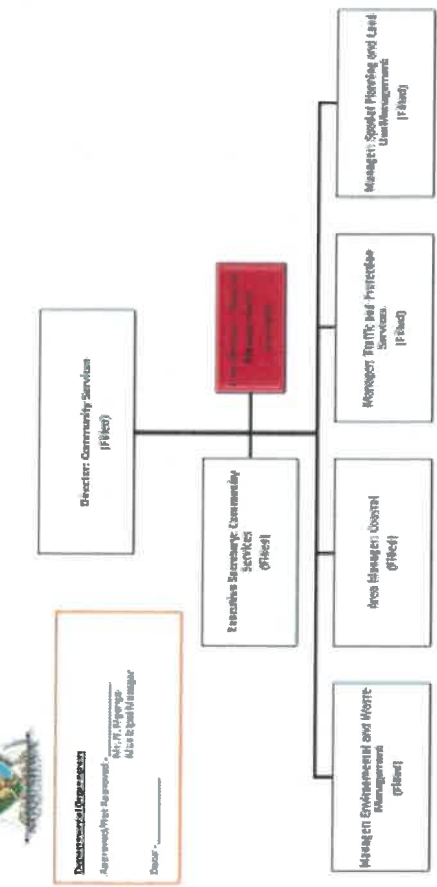 Departmental Organogram
Approved/Not Approved -
Municipal Manager
Date -
Director: Community Services
(Filled)
Executive Secretary: Community
Services
(Filled)
Manager: Environmental and Waste
Management
(Filled)
Area Manager: Coastal
(Filled)
Manager: Traffic and Protection
Services
(Filled)
Manager: Spatial Planning and Land
Use Management
(Filled)